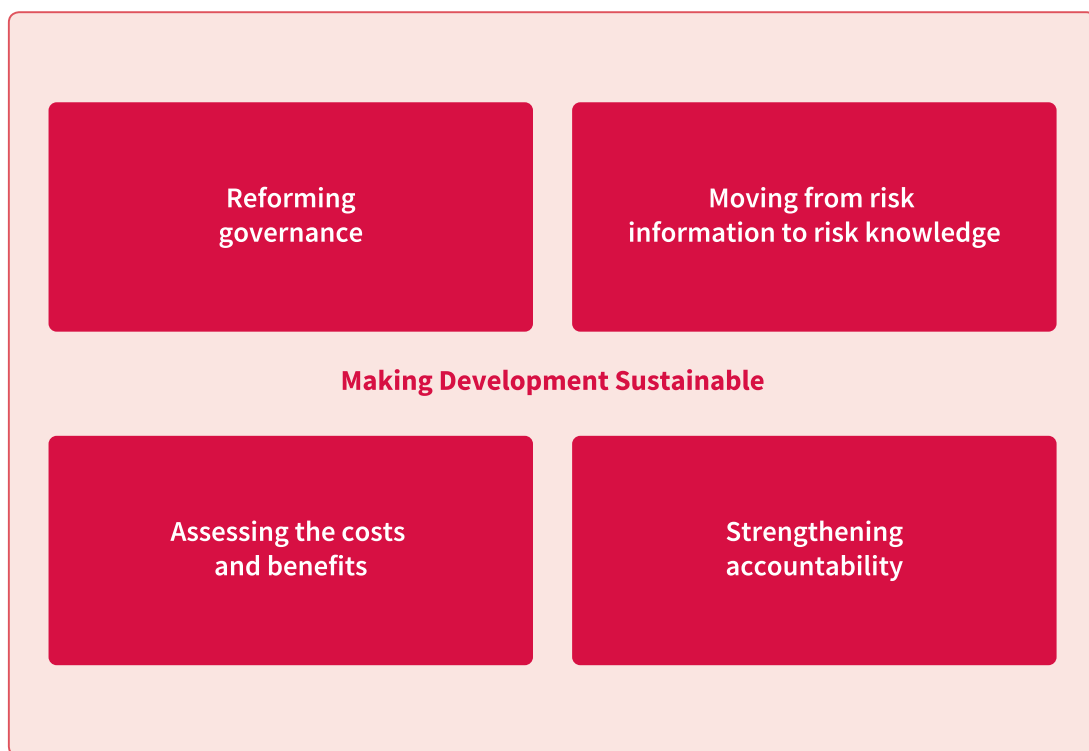 Reforming
governance
Moving from risk
information to risk knowledge
Making Development Sustainable
Assessing the costs
and benefits
Strengthening
accountability